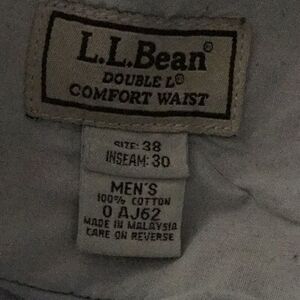 L.L.Bean®
DOUBLE L®
COMFORT WAIST
SIZE: 38
INSEAM: 30
MEN'S
100% COTTON
0 AJ62
MADE IN MALAYSIA
CARE ON REVERSE